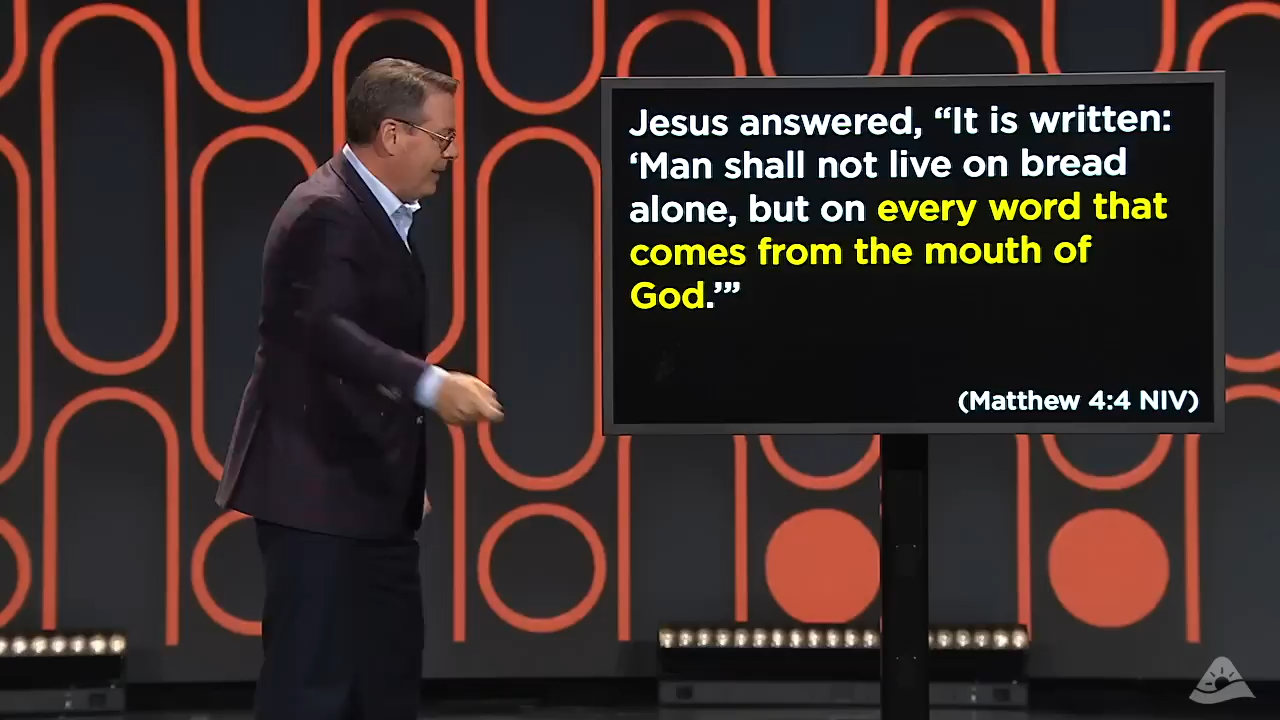 Jesus answered, “It is written:
‘Man shall not live on bread
alone, but on every word that
comes from the mouth of
God.’”
(Matthew 4:4 NIV)